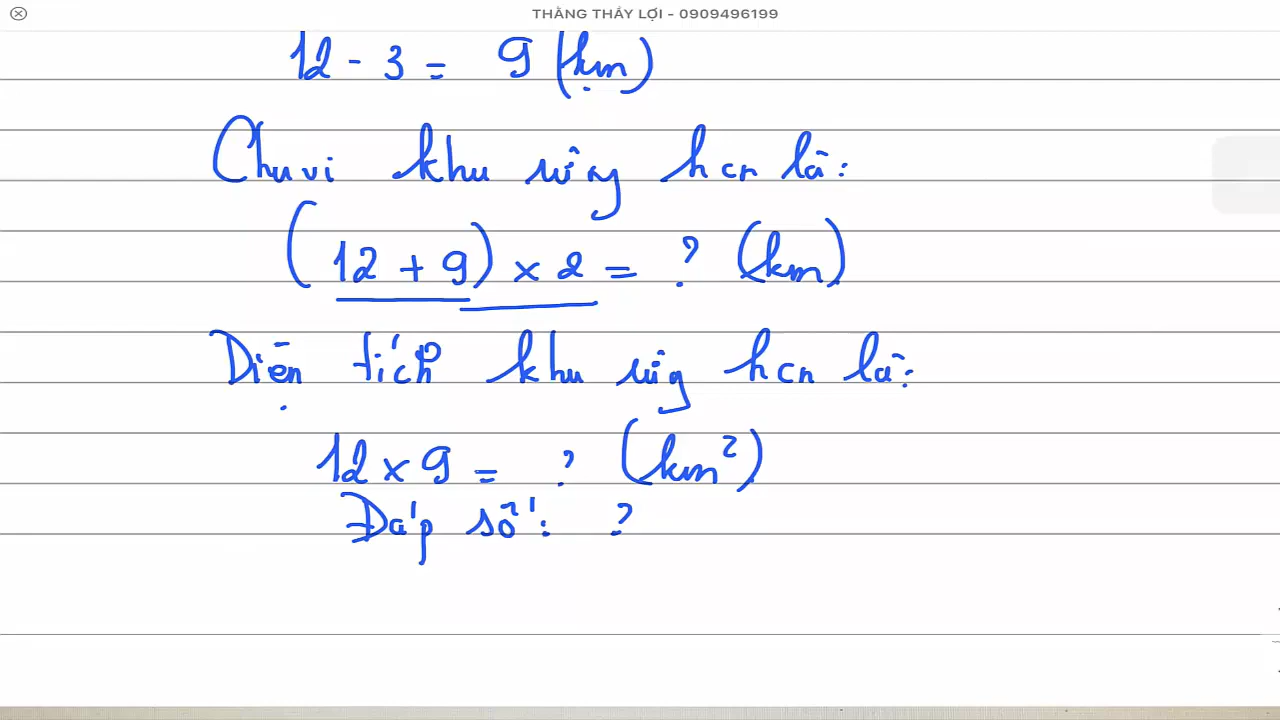 THẮNG THẦY LỢI - 0909496199
12 - 3 = 9 (km)
Chu vi khu rừng hcn là:
(12 + 9) x 2 = ? (km)
Diện tích khu rừng hcn là:
12 x 9 = ? (km²)
Đáp số: ?